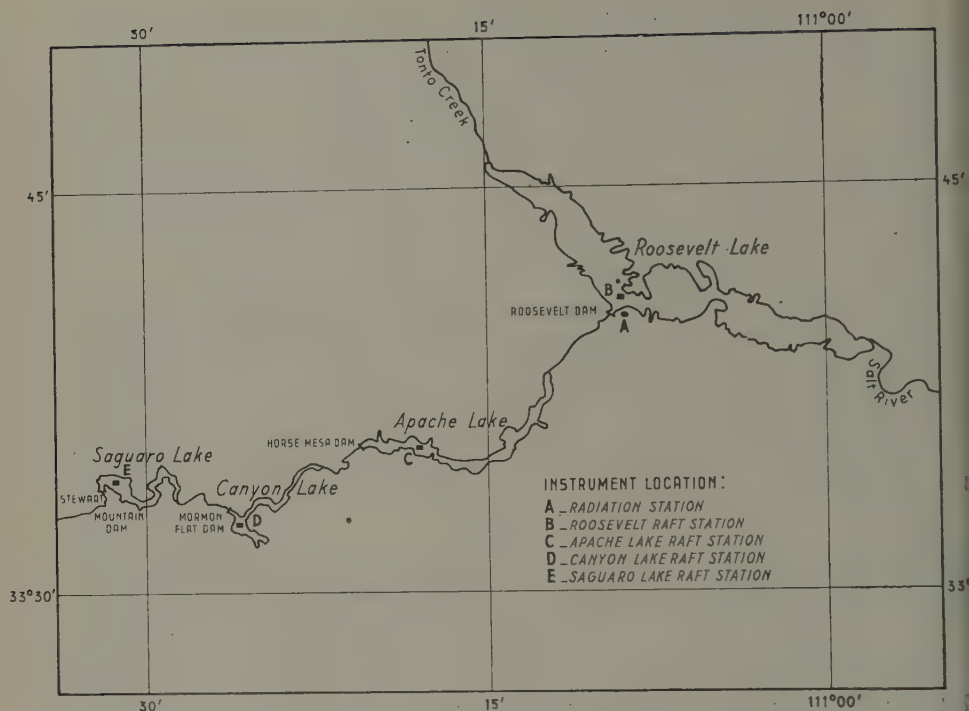 30'
15'
111°00'
Tonto Creek
45'
45'
Roosevelt Lake
B
ROOSEVELT DAM
A
Salt River
Apache Lake
HORSE MESA DAM
C
Saguaro Lake
E
STEWART
MOUNTAIN
DAM
Canyon Lake
MORMON
FLAT DAM
D
INSTRUMENT LOCATION:
A - RADIATION STATION
B - ROOSEVELT RAFT STATION
C - APACHE LAKE RAFT STATION
D - CANYON LAKE RAFT STATION
E - SAGUARO LAKE RAFT STATION
33°30'
33°
30'
15'
111°00'